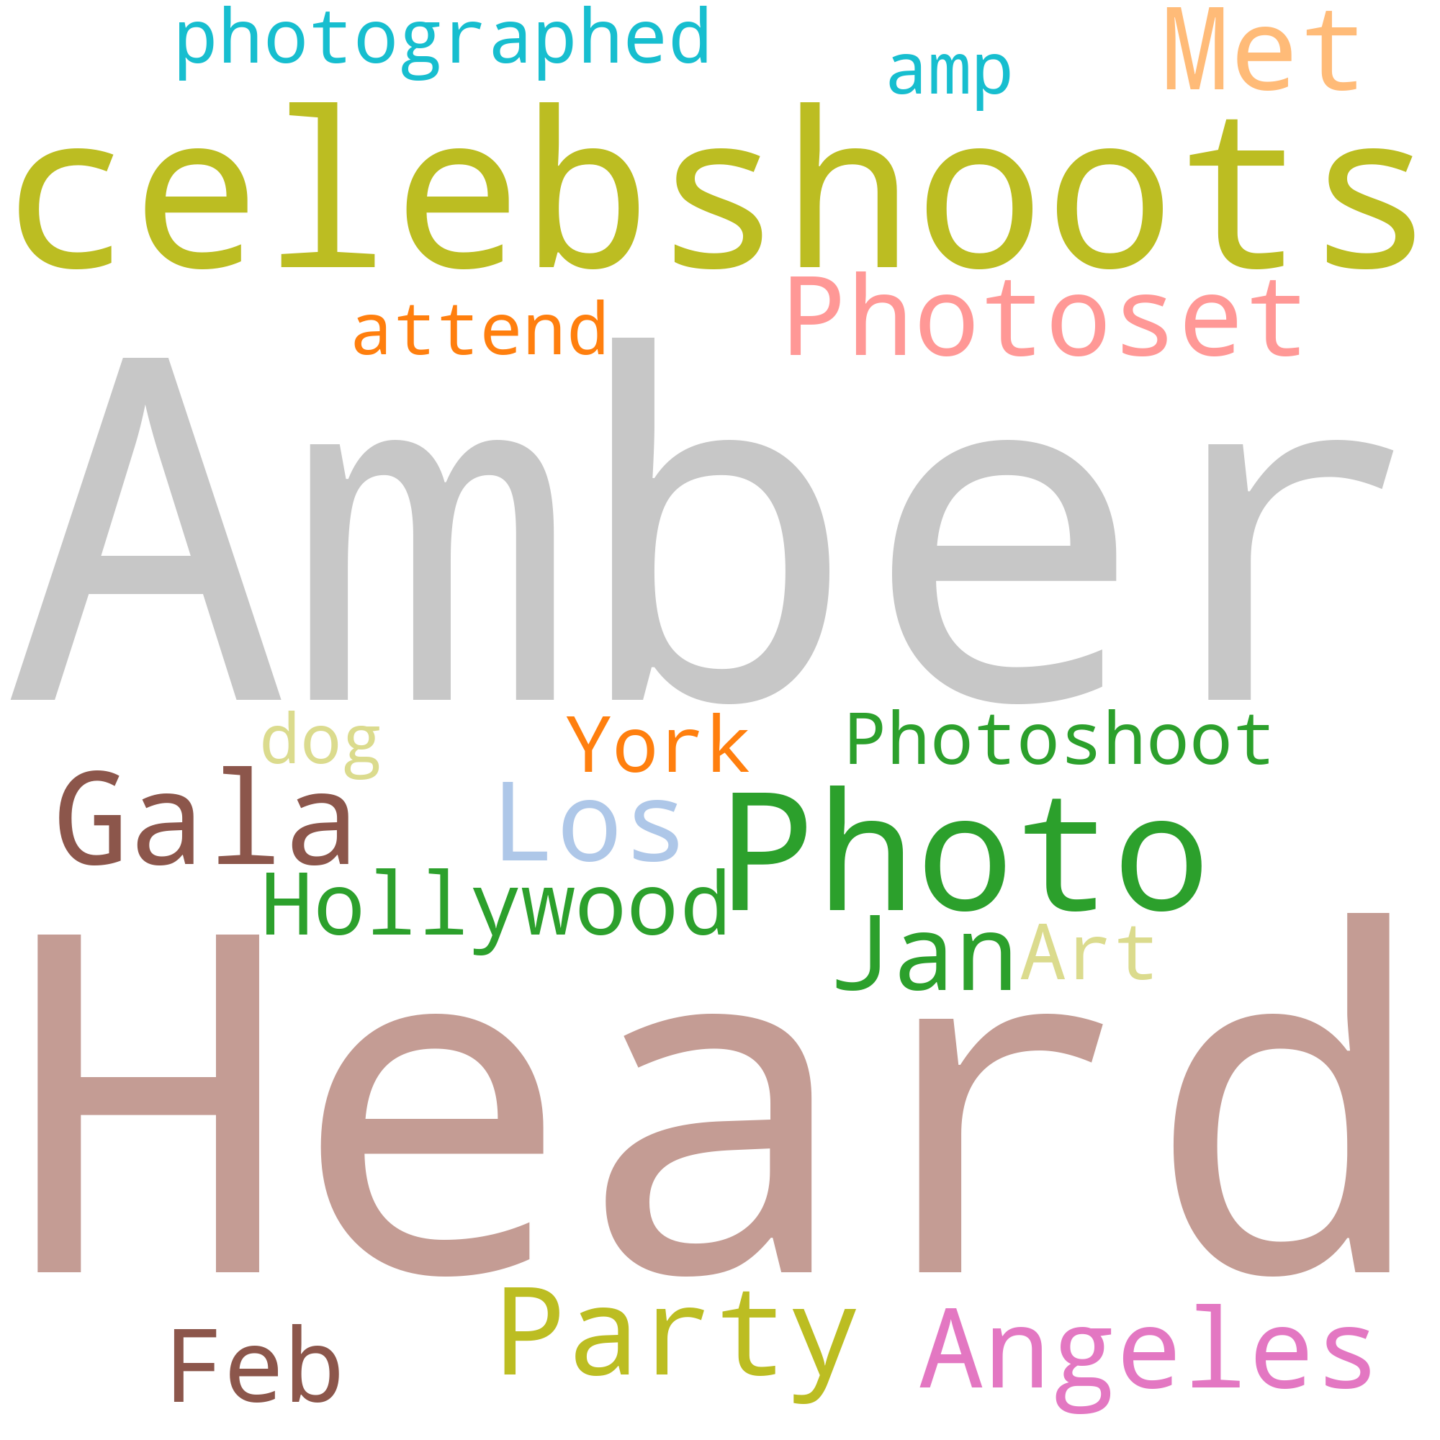 photographed amp Met
celebshoots
attend Photoset
Amber
dog York Photoshoot
Gala Los Photo
Hollywood Jan Art
Heard
Feb Party Angeles